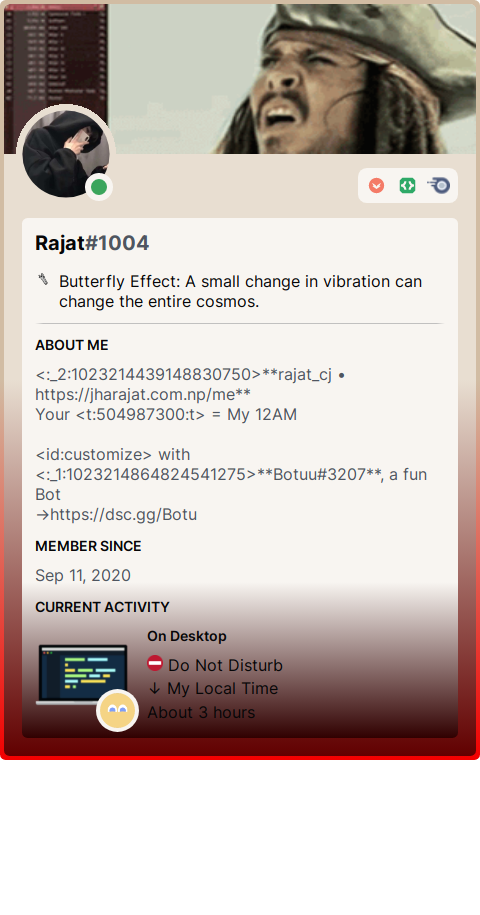 Rajat#1004
Butterfly Effect: A small change in vibration can
change the entire cosmos.
ABOUT ME
<:_2:1023214439148830750>**rajat_cj •
https://jharajat.com.np/me**
Your <t:504987300:t> = My 12AM
<id:customize> with
<:_1:1023214864824541275>**Botuu#3207**, a fun
Bot
→https://dsc.gg/Botu
MEMBER SINCE
Sep 11, 2020
CURRENT ACTIVITY
On Desktop
⛔ Do Not Disturb
↓ My Local Time
About 3 hours